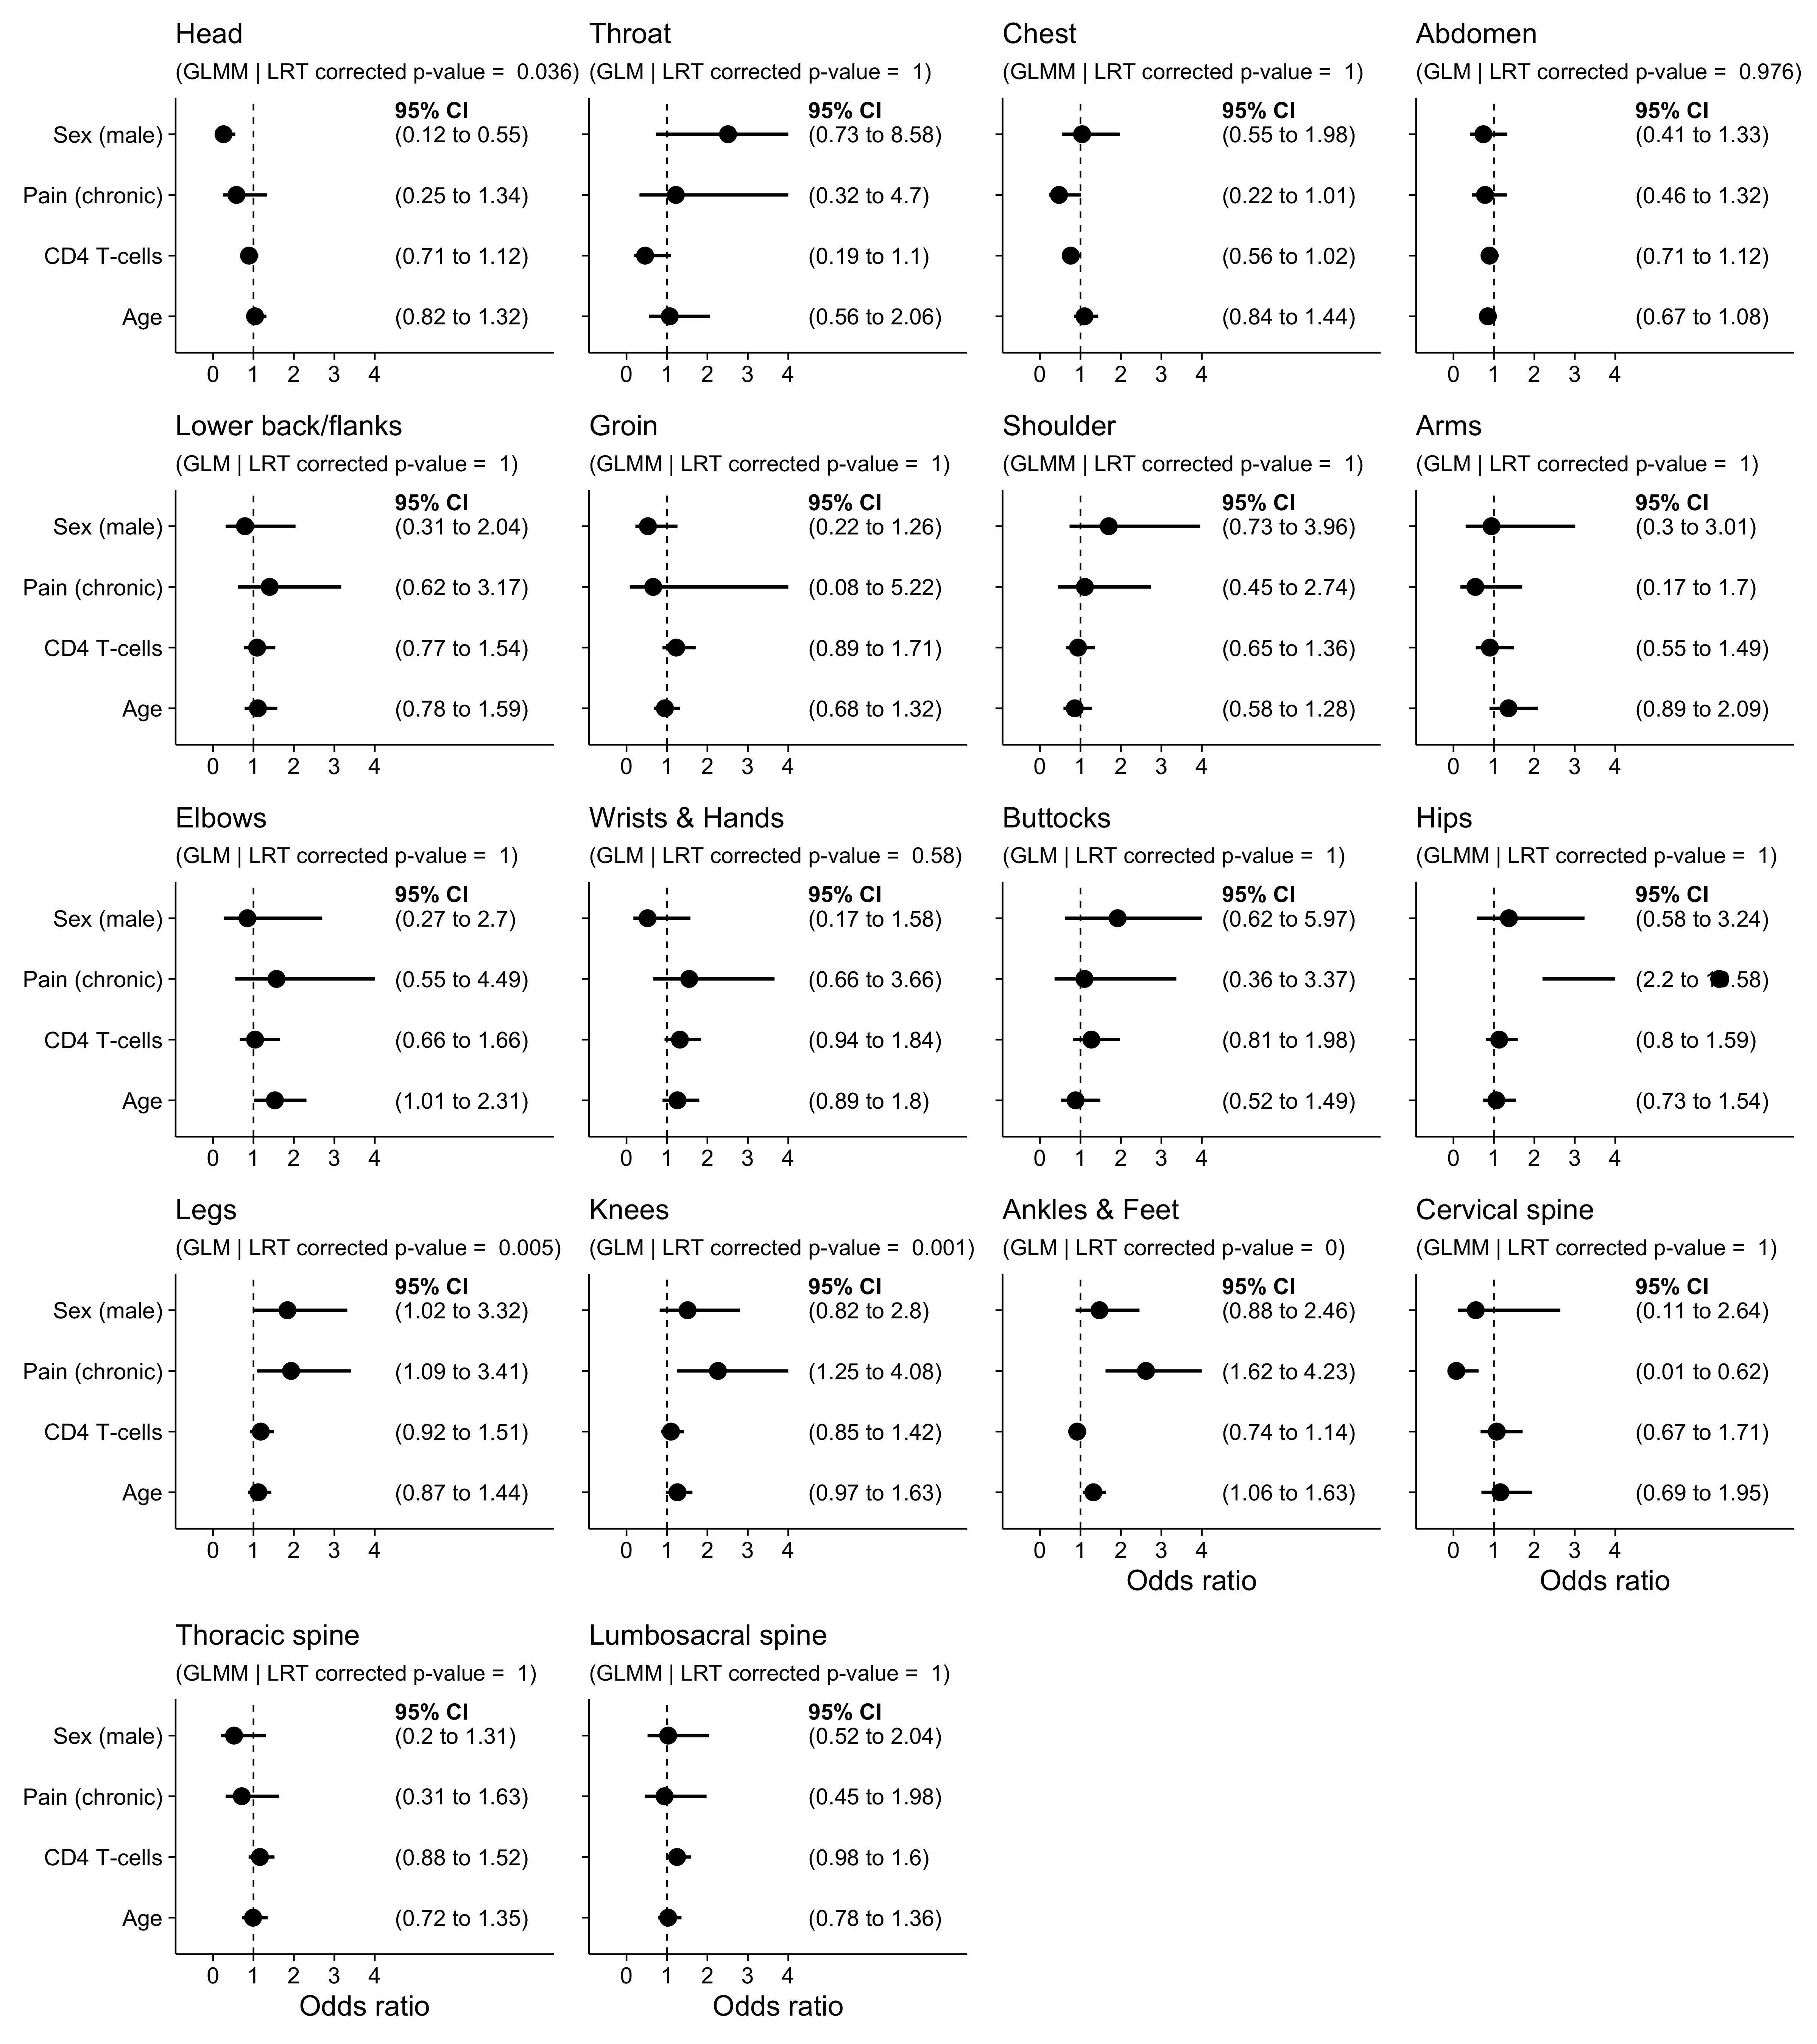 Head
(GLMM | LRT corrected p-value =  0.036)
95% CI
Sex (male) (0.12 to 0.55)
Pain (chronic) (0.25 to 1.34)
CD4 T-cells (0.71 to 1.12)
Age (0.82 to 1.32)
0 1 2 3 4
Throat
(GLM | LRT corrected p-value =  1)
95% CI
(0.73 to 8.58)
(0.32 to 4.7)
(0.19 to 1.1)
(0.56 to 2.06)
0 1 2 3 4
Chest
(GLMM | LRT corrected p-value =  1)
95% CI
(0.55 to 1.98)
(0.22 to 1.01)
(0.56 to 1.02)
(0.84 to 1.44)
0 1 2 3 4
Abdomen
(GLM | LRT corrected p-value =  0.976)
95% CI
(0.41 to 1.33)
(0.46 to 1.32)
(0.71 to 1.12)
(0.67 to 1.08)
0 1 2 3 4
Lower back/flanks
(GLM | LRT corrected p-value =  1)
95% CI
Sex (male) (0.31 to 2.04)
Pain (chronic) (0.62 to 3.17)
CD4 T-cells (0.77 to 1.54)
Age (0.78 to 1.59)
0 1 2 3 4
Groin
(GLMM | LRT corrected p-value =  1)
95% CI
(0.22 to 1.26)
(0.08 to 5.22)
(0.89 to 1.71)
(0.68 to 1.32)
0 1 2 3 4
Shoulder
(GLMM | LRT corrected p-value =  1)
95% CI
(0.73 to 3.96)
(0.45 to 2.74)
(0.65 to 1.36)
(0.58 to 1.28)
0 1 2 3 4
Arms
(GLM | LRT corrected p-value =  1)
95% CI
(0.3 to 3.01)
(0.17 to 1.7)
(0.55 to 1.49)
(0.89 to 2.09)
0 1 2 3 4
Elbows
(GLM | LRT corrected p-value =  1)
95% CI
Sex (male) (0.27 to 2.7)
Pain (chronic) (0.55 to 4.49)
CD4 T-cells (0.66 to 1.66)
Age (1.01 to 2.31)
0 1 2 3 4
Wrists & Hands
(GLM | LRT corrected p-value =  0.58)
95% CI
(0.17 to 1.58)
(0.66 to 3.66)
(0.94 to 1.84)
(0.89 to 1.8)
0 1 2 3 4
Buttocks
(GLM | LRT corrected p-value =  1)
95% CI
(0.62 to 5.97)
(0.36 to 3.37)
(0.81 to 1.98)
(0.52 to 1.49)
0 1 2 3 4
Hips
(GLMM | LRT corrected p-value =  1)
95% CI
(0.58 to 3.24)
(2.2 to
(0.8 to 1.59)
(0.73 to 1.54)
0 1 2 3 4
Legs
(GLM | LRT corrected p-value =  0.005)
95% CI
Sex (male) (1.02 to 3.32)
Pain (chronic) (1.09 to 3.41)
CD4 T-cells (0.92 to 1.51)
Age (0.87 to 1.44)
0 1 2 3 4
Knees
(GLM | LRT corrected p-value =  0.001)
95% CI
(0.82 to 2.8)
(1.25 to 4.08)
(0.85 to 1.42)
(0.97 to 1.63)
0 1 2 3 4
Ankles & Feet
(GLM | LRT corrected p-value =  0)
95% CI
(0.88 to 2.46)
(1.62 to 4.23)
(0.74 to 1.14)
(1.06 to 1.63)
0 1 2 3 4
Odds ratio
Cervical spine
(GLMM | LRT corrected p-value =  1)
95% CI
(0.11 to 2.64)
(0.01 to 0.62)
(0.67 to 1.71)
(0.69 to 1.95)
0 1 2 3 4
Odds ratio
Thoracic spine
(GLMM | LRT corrected p-value =  1)
95% CI
Sex (male) (0.2 to 1.31)
Pain (chronic) (0.31 to 1.63)
CD4 T-cells (0.88 to 1.52)
Age (0.72 to 1.35)
0 1 2 3 4
Odds ratio
Lumbosacral spine
(GLMM | LRT corrected p-value =  1)
95% CI
(0.52 to 2.04)
(0.45 to 1.98)
(0.98 to 1.6)
(0.78 to 1.36)
0 1 2 3 4
Odds ratio